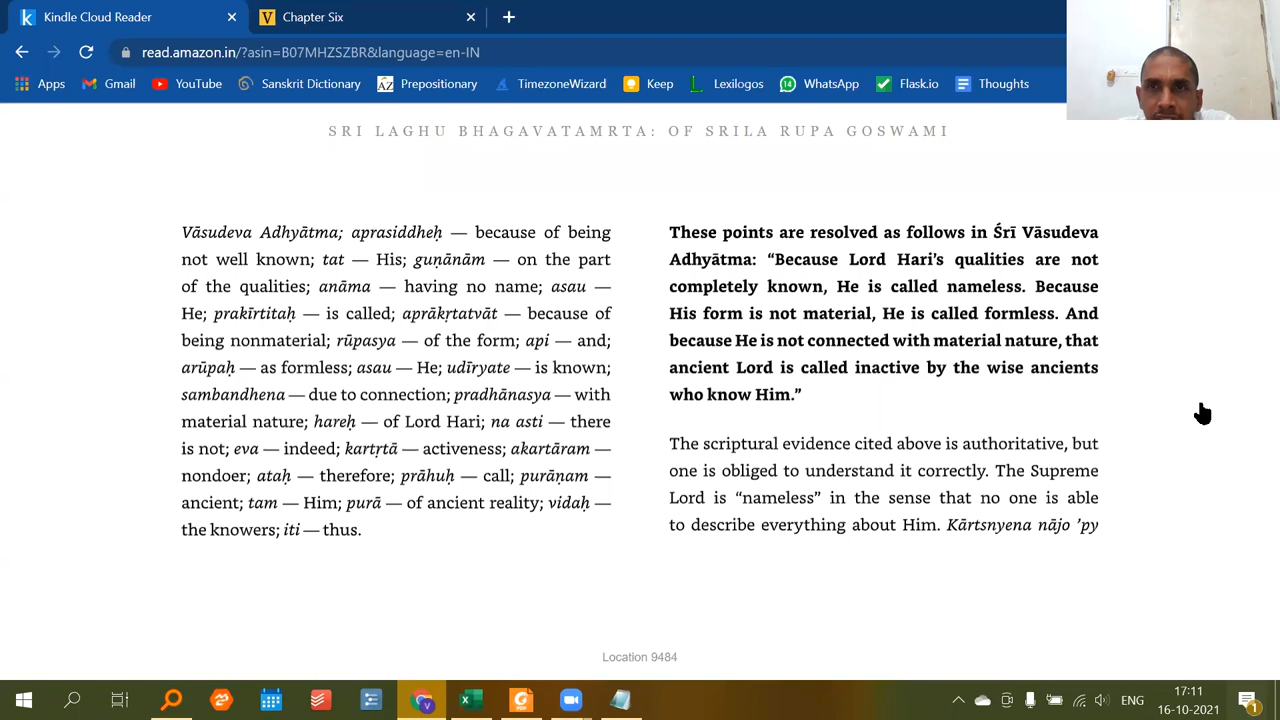 Kindle Cloud Reader
Chapter Six
read.amazon.in/?asin=B07MHZSZBR&language=en-IN
Apps Gmail YouTube Sanskrit Dictionary Prepositionary TimezoneWizard Keep Lexilogos WhatsApp Flask.io Thoughts
SRI LAGHU BHAGAVATAMRTA: OF SRILA RUPA GOSWAMI
Vāsudeva Adhyātma; aprasiddheḥ — because of being
not well known; tat — His; guṇānām — on the part
of the qualities; anāma — having no name; asau —
He; prakīrtitaḥ — is called; aprākṛtatvāt — because of
being nonmaterial; rūpasya — of the form; api — and;
arūpaḥ — as formless; asau — He; udīryate — is known;
sambandhena — due to connection; pradhānasya — with
material nature; hareḥ — of Lord Hari; na asti — there
is not; eva — indeed; kartṛtā — activeness; akartāram —
nondoer; ataḥ — therefore; prāhuḥ — call; purāṇam —
ancient; tam — Him; purā — of ancient reality; vidaḥ —
the knowers; iti — thus.
These points are resolved as follows in Śrī Vāsudeva
Adhyātma: “Because Lord Hari’s qualities are not
completely known, He is called nameless. Because
His form is not material, He is called formless. And
because He is not connected with material nature, that
ancient Lord is called inactive by the wise ancients
who know Him.”
The scriptural evidence cited above is authoritative, but
one is obliged to understand it correctly. The Supreme
Lord is “nameless” in the sense that no one is able
to describe everything about Him. Kārtsnyena nājo ’py
Location 9484
ENG
17:11
16-10-2021